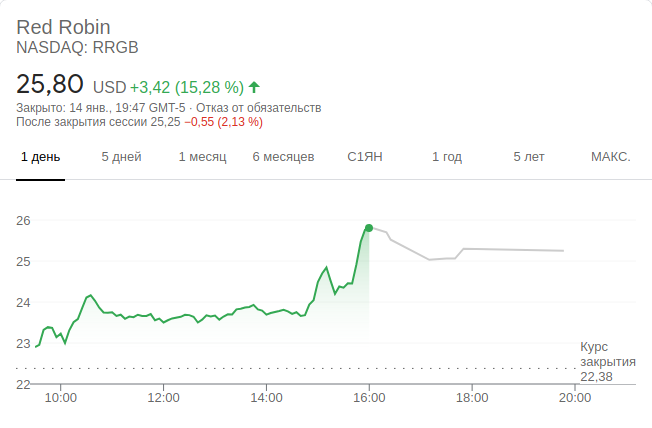 Red Robin
NASDAQ: RRGB
25,80 USD +3,42 (15,28 %)
Закрыто: 14 янв., 19:47 GMT-5 · Отказ от обязательств
После закрытия сессии 25,25 −0,55 (2,13 %)
1 день 5 дней 1 месяц 6 месяцев С1ЯН 1 год 5 лет МАКС.
26
25
24
23
22
Курс
закрытия
22,38
10:00 12:00 14:00 16:00 18:00 20:00